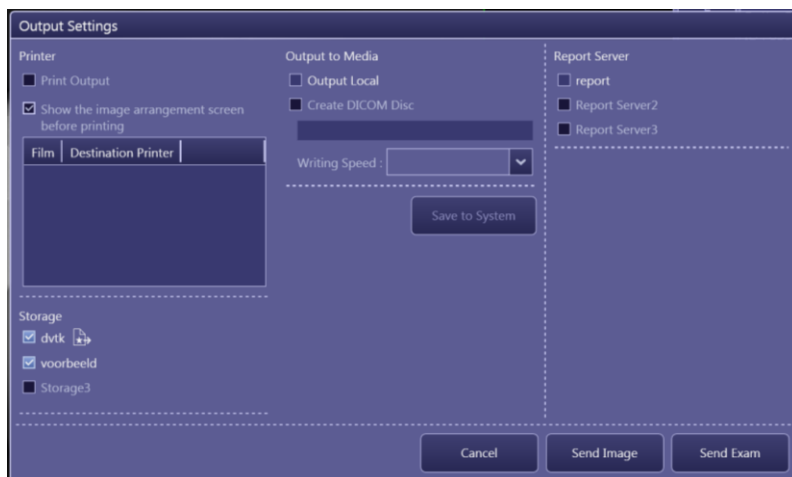 Output Settings
Printer
Print Output
Show the image arrangement screen
before printing
Film Destination Printer
Storage
dvtk
voorbeeld
Storage3
Output to Media
Output Local
Create DICOM Disc
Writing Speed :
Save to System
Report Server
report
Report Server2
Report Server3
Cancel
Send Image
Send Exam